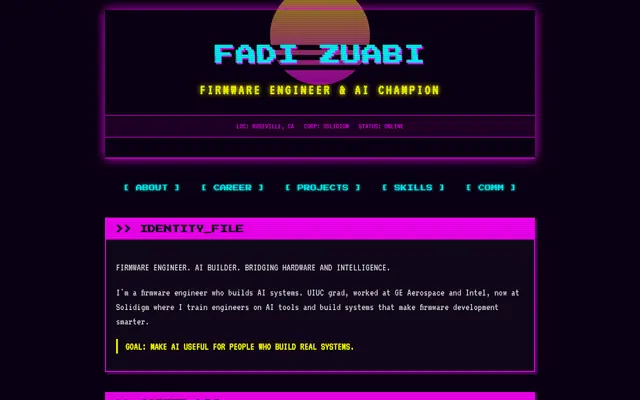 FADI ZUABI
FIRMWARE ENGINEER & AI CHAMPION
LOC: ROSEVILLE, CA CORP: SOLIDIGM STATUS: ONLINE
[ ABOUT ] [ CAREER ] [ PROJECTS ] [ SKILLS ] [ COMM ]
>> IDENTITY_FILE
FIRMWARE ENGINEER. AI BUILDER. BRIDGING HARDWARE AND INTELLIGENCE.
I'm a firmware engineer who builds AI systems. UIUC grad, worked at GE Aerospace and Intel, now at
Solidigm where I train engineers on AI tools and build systems that make firmware development
smarter.
GOAL: MAKE AI USEFUL FOR PEOPLE WHO BUILD REAL SYSTEMS.